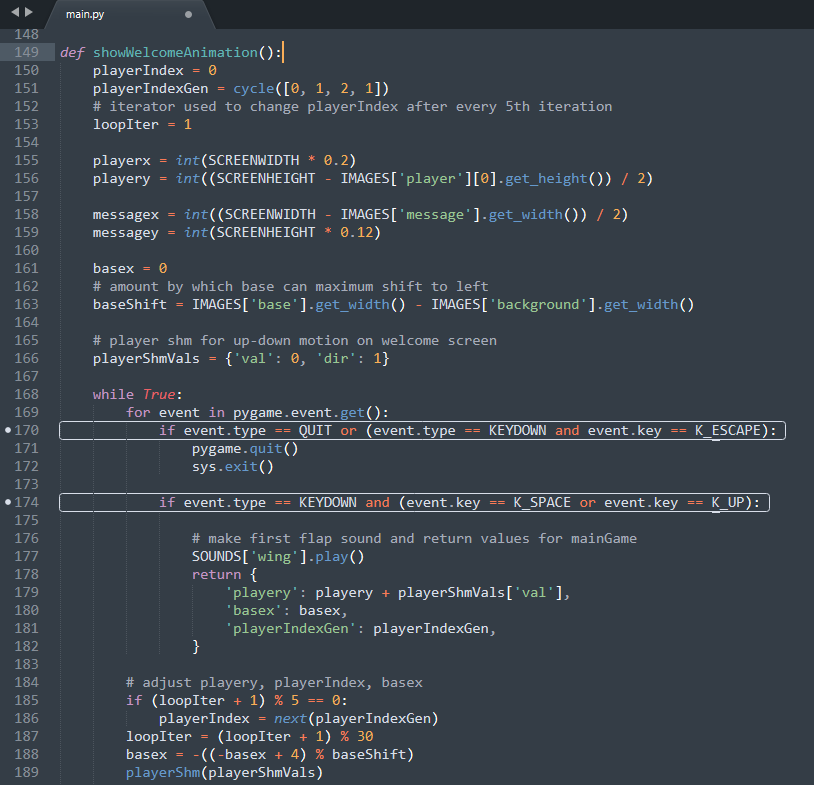 main.py
148
149 def showWelcomeAnimation():
150     playerIndex = 0
151     playerIndexGen = cycle([0, 1, 2, 1])
152     # iterator used to change playerIndex after every 5th iteration
153     loopIter = 1
154
155     playerx = int(SCREENWIDTH * 0.2)
156     playery = int((SCREENHEIGHT - IMAGES['player'][0].get_height()) / 2)
157
158     messagex = int((SCREENWIDTH - IMAGES['message'].get_width()) / 2)
159     messagey = int(SCREENHEIGHT * 0.12)
160
161     basex = 0
162     # amount by which base can maximum shift to left
163     baseShift = IMAGES['base'].get_width() - IMAGES['background'].get_width()
164
165     # player shm for up-down motion on welcome screen
166     playerShmVals = {'val': 0, 'dir': 1}
167
168     while True:
169         for event in pygame.event.get():
170             if event.type == QUIT or (event.type == KEYDOWN and event.key == K_ESCAPE):
171                 pygame.quit()
172                 sys.exit()
173
174             if event.type == KEYDOWN and (event.key == K_SPACE or event.key == K_UP):
175
176                 # make first flap sound and return values for mainGame
177                 SOUNDS['wing'].play()
178                 return {
179                     'playery': playery + playerShmVals['val'],
180                     'basex': basex,
181                     'playerIndexGen': playerIndexGen,
182                 }
183
184         # adjust playery, playerIndex, basex
185         if (loopIter + 1) % 5 == 0:
186             playerIndex = next(playerIndexGen)
187         loopIter = (loopIter + 1) % 30
188         basex = -((-basex + 4) % baseShift)
189         playerShm(playerShmVals)